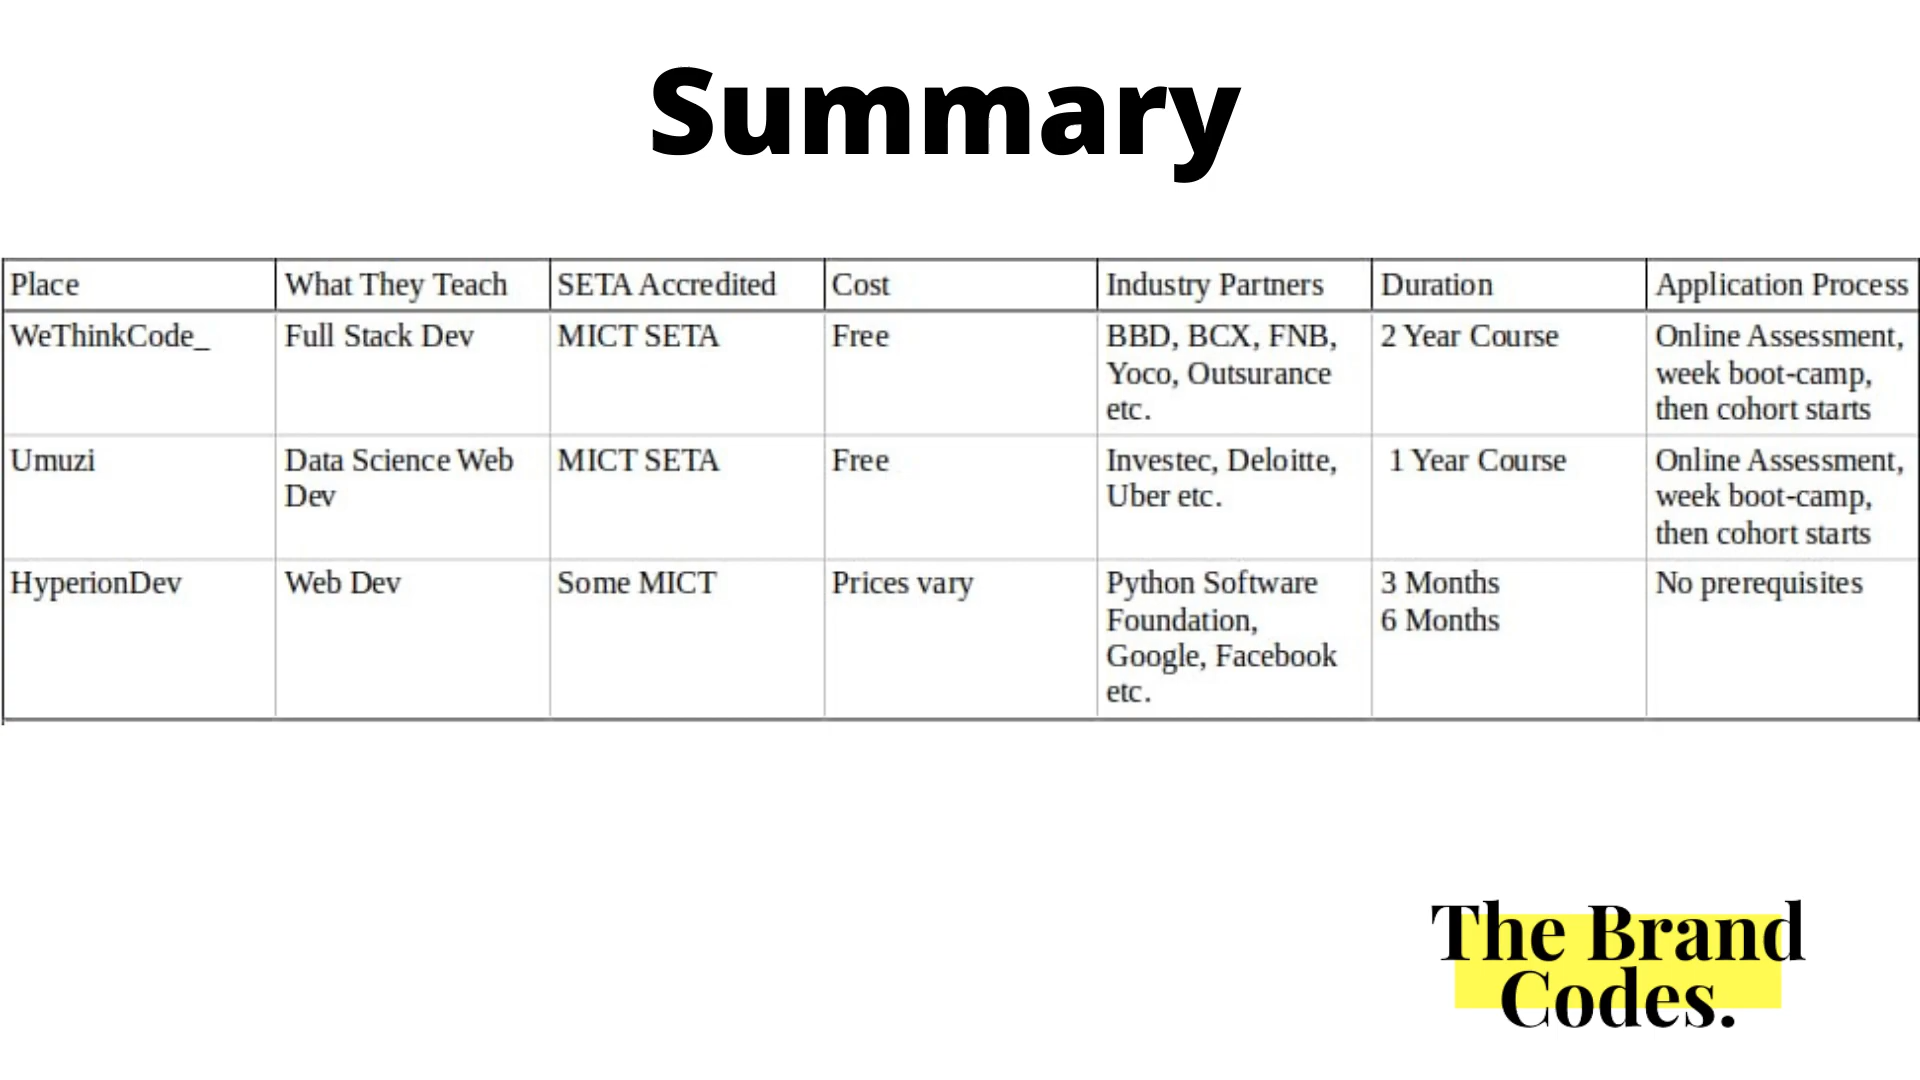 Summary
Place What They Teach SETA Accredited Cost Industry Partners Duration Application Process
WeThinkCode_ Full Stack Dev MICT SETA Free BBD, BCX, FNB, 2 Year Course Online Assessment,
Yoco, Outsurance week boot-camp,
etc. then cohort starts
Umuzi Data Science Web MICT SETA Free Investec, Deloitte, 1 Year Course Online Assessment,
Dev Uber etc. week boot-camp,
then cohort starts
HyperionDev Web Dev Some MICT Prices vary Python Software 3 Months No prerequisites
Foundation, 6 Months
Google, Facebook
etc.
The Brand
Codes.